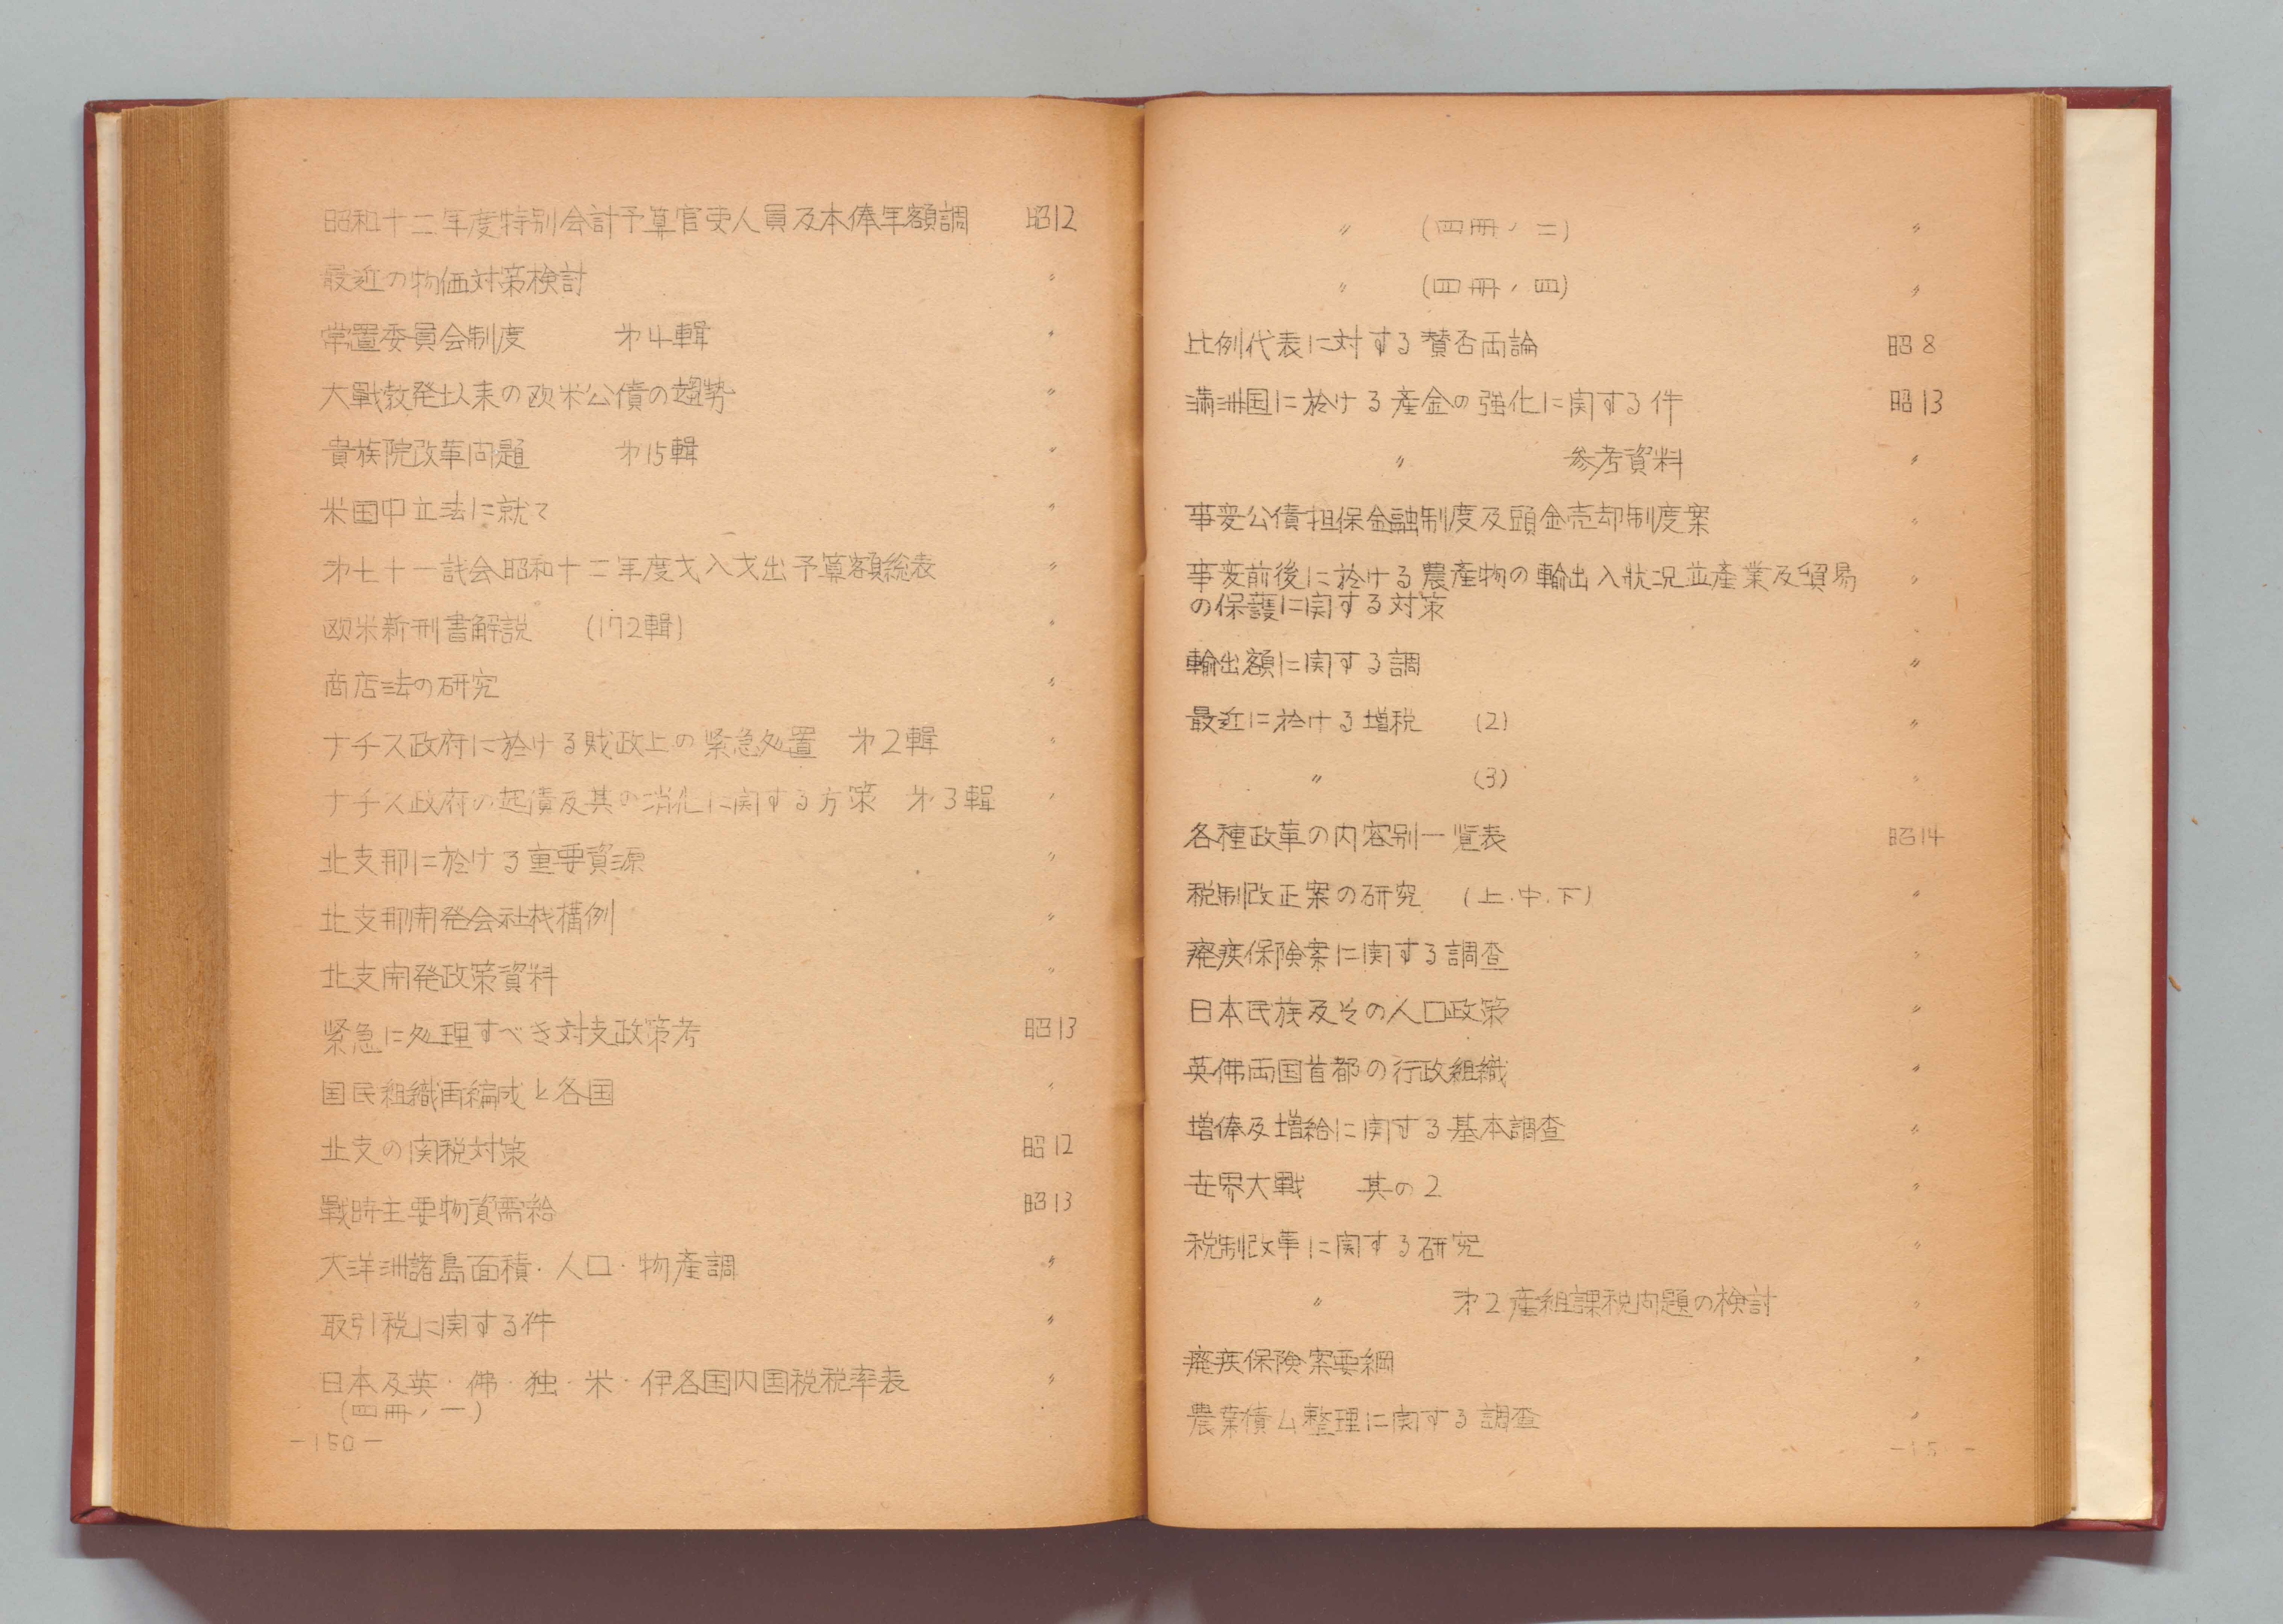 昭和十二年度特別会計予算官吏人員及本俸年額調 昭12
最近の物価対策検討 〃
常置委員会制度 才4輯 〃
大戰勃発以来の欧米公債の趨勢 〃
貴族院改革问題 才15輯 〃
米国中立法に就て 〃
才七十一試会昭和十二年度才入才出予算額総表 〃
欧米新刊書解説 (172輯) 〃
商店法の研究 〃
ナチス政府に於ける財政上の緊急処置 才2輯 〃
ナチス政府の起債及其の消化に関する方策 才3輯 〃
北支那に於ける重要資源 〃
北支那開発会社機構例 〃
北支開発政策資料 〃
緊急に処理すべき対支政策考 昭13
国民組織再編成と各国 〃
北支の関税対策 昭12
戰時主要物資需給 昭13
大洋洲諸島面積・人口・物産調 〃
取引税に関する件 〃
日本及英・佛・独・米・伊各国内国税税率表 〃
(四冊ノ一)
-150-
〃 (四冊ノ二) 〃
〃 (四冊ノ四) 〃
比例代表に対する賛否両論 昭8
満洲国に於ける産金の強化に関する件 昭13
〃 参考資料 〃
事変公債担保金融制度及頭金売却制度案 〃
事変前後に於ける農産物の輸出入状況並産業及貿易 〃
の保護に関する対策
輸出額に関する調 〃
最近に於ける増税 (2) 〃
〃 (3) 〃
各種政革の内容別一覧表 昭14
税制改正案の研究 (上.中.下) 〃
廃疾保険案に関する調査 〃
日本民族及その人口政策 〃
英佛両国首都の行政組織 〃
増俸及増給に関する基本調査 〃
世界大戰 其の2 〃
税制改革に関する研究 〃
〃 才2産組課税问題の検討 〃
廃疾保険案要綱 〃
農業債ム整理に関する調査 〃